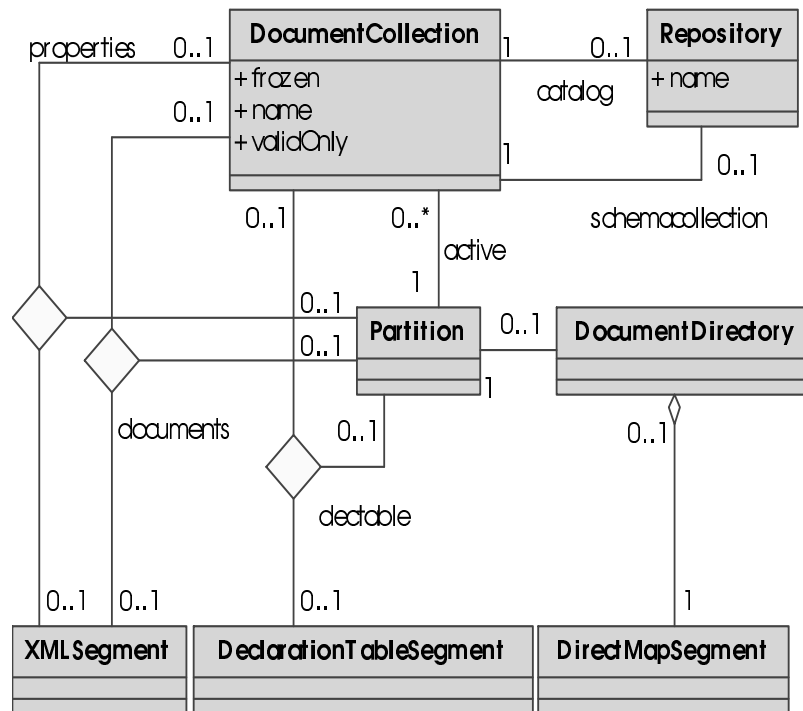 properties
0..1
DocumentCollection
1
0..1
Repository
+ frozen
+ name
+ validOnly
+ name
catalog
0..1
1
0..1
schemacollection
0..1
0..*
active
1
0..1
0..1
Partition
0..1
DocumentDirectory
1
documents
0..1
0..1
dectable
0..1
0..1
0..1
1
XMLSegment
DeclarationTableSegment
DirectMapSegment